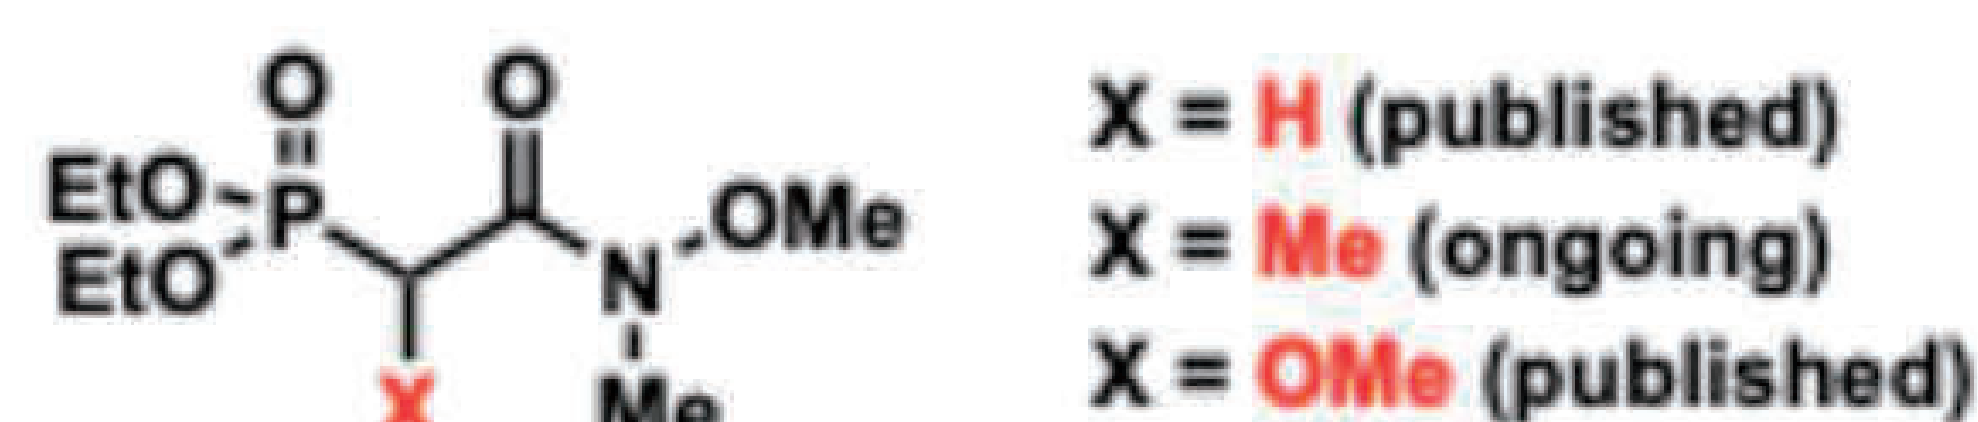 O O
EtO P OMe
EtO N
X Me
X = H (published)
X = Me (ongoing)
X = OMe (published)